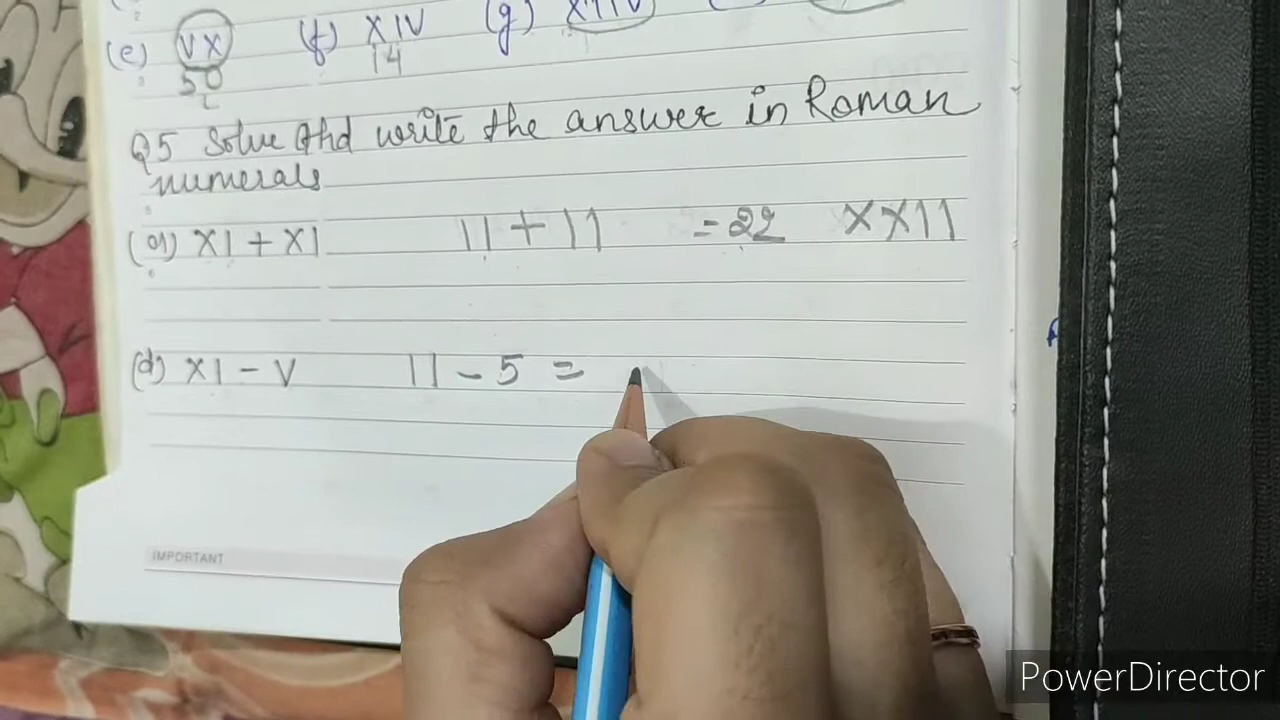 (e) VX (f) XIV (g)
50 14
L
Q5 Solve And write the answer in Roman
numerals
(a) XI + XI 11 + 11 = 22 XXII
(d) XI - V 11 - 5 =
IMPORTANT
PowerDirector